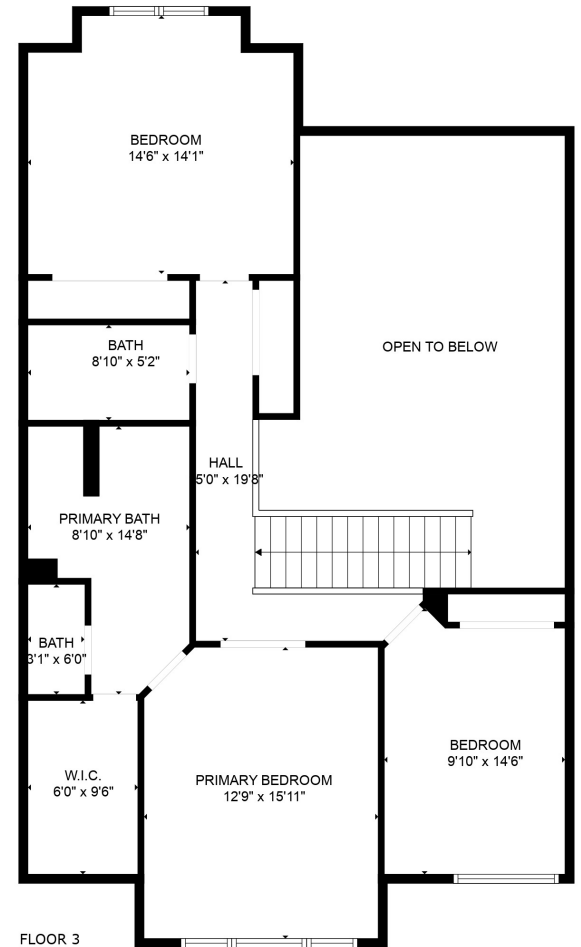 BEDROOM
14'6" x 14'1"
OPEN TO BELOW
BATH
8'10" x 5'2"
HALL
5'0" x 19'8"
PRIMARY BATH
8'10" x 14'8"
BATH
3'1" x 6'0"
W.I.C.
6'0" x 9'6"
PRIMARY BEDROOM
12'9" x 15'11"
BEDROOM
9'10" x 14'6"
FLOOR 3